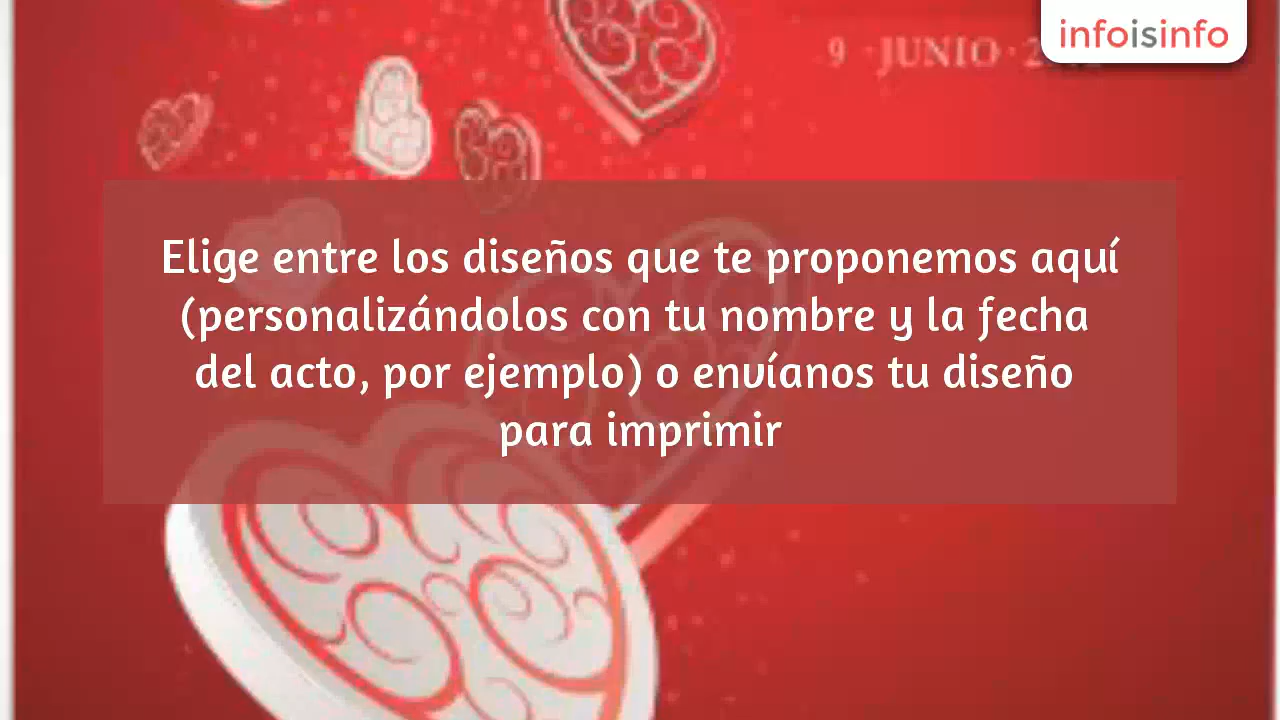 infoisinfo
9 · JUNIO ·
Elige entre los diseños que te proponemos aquí
(personalizándolos con tu nombre y la fecha
del acto, por ejemplo) o envíanos tu diseño
para imprimir